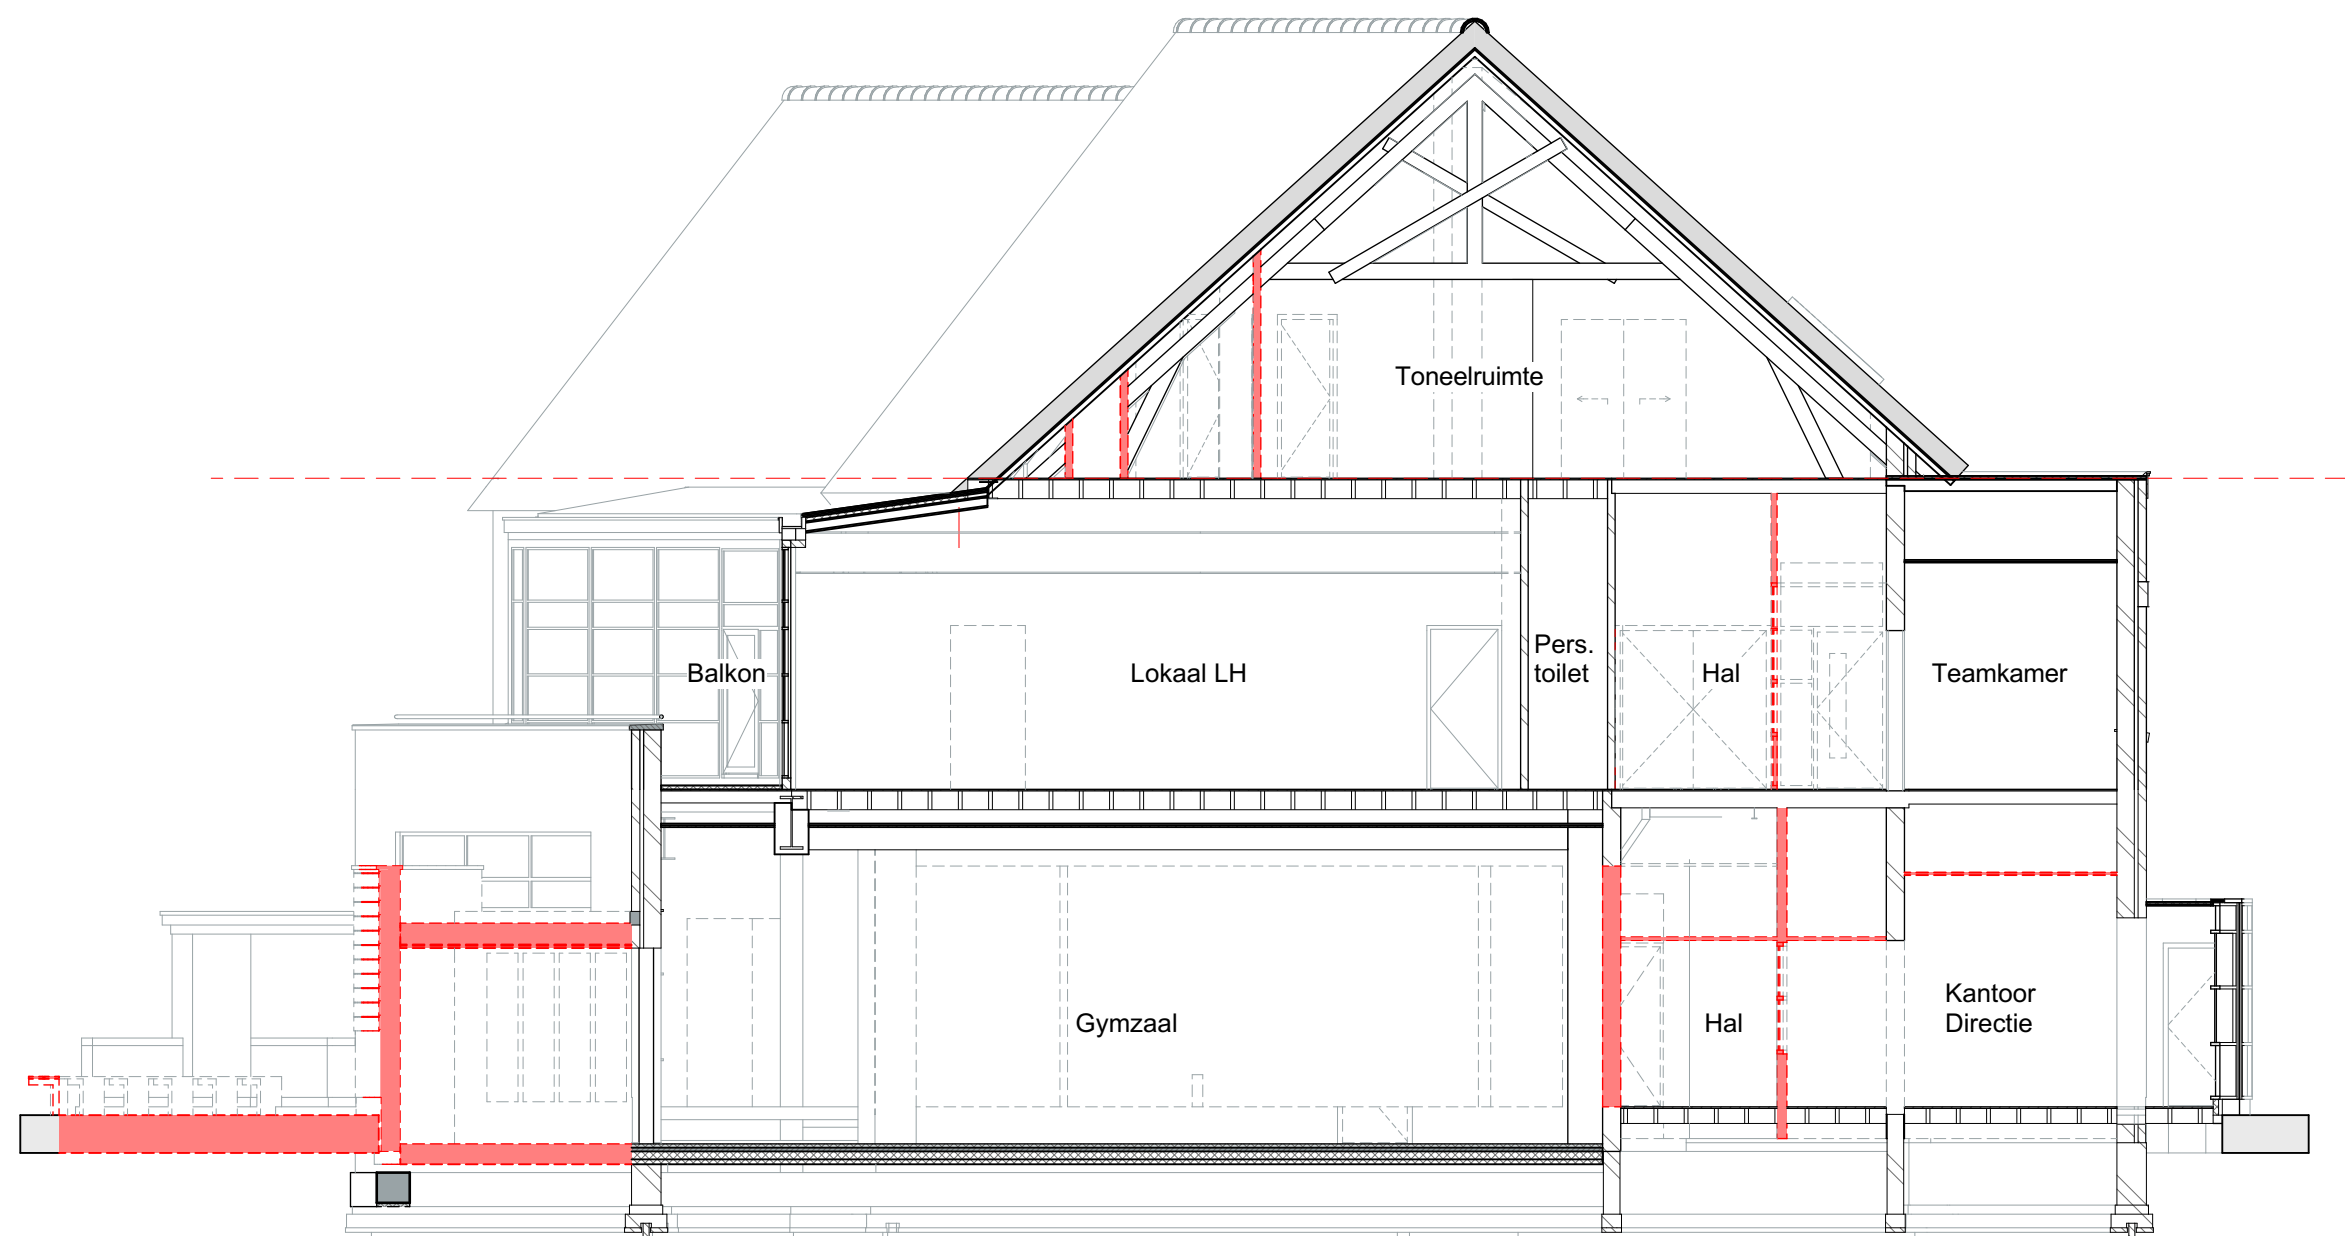 Toneelruimte
Balkon
Lokaal LH
Pers.
toilet
Hal
Teamkamer
Gymzaal
Hal
Kantoor
Directie